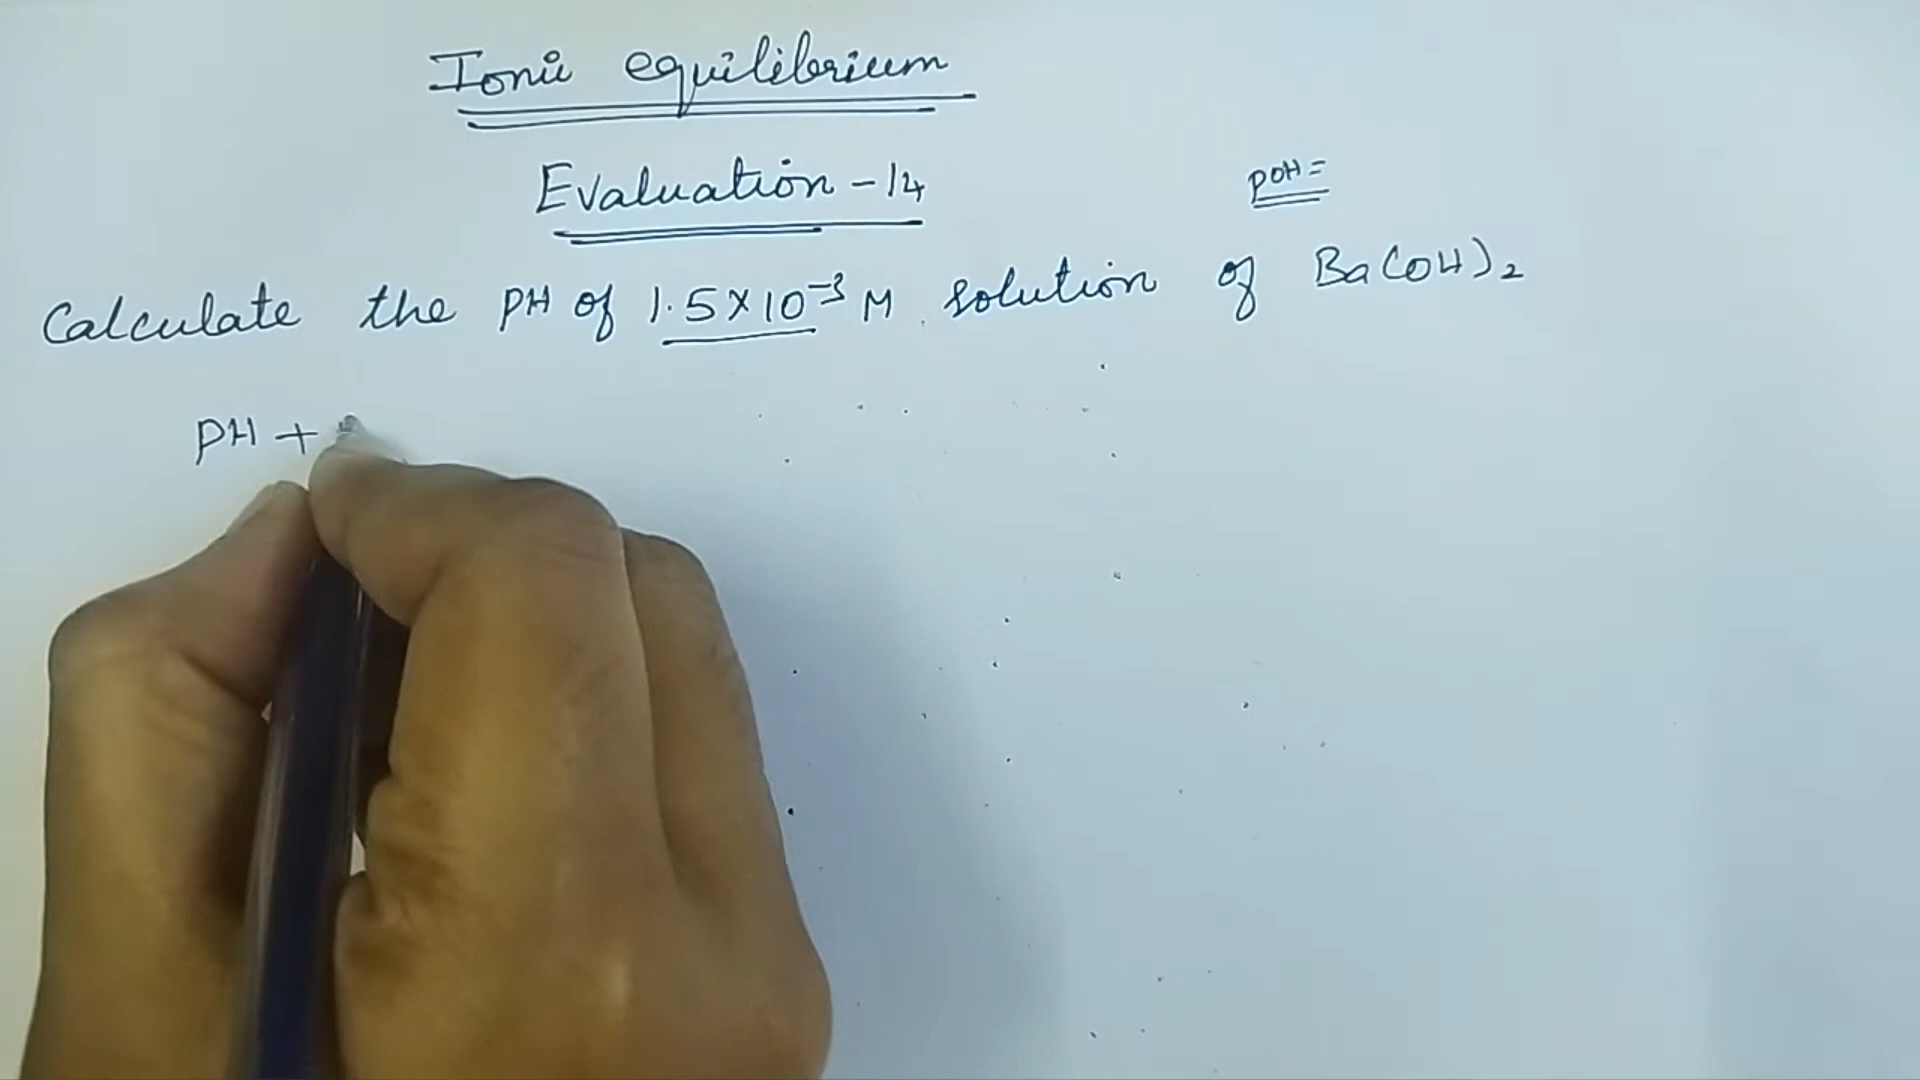 Ionic equilibrium
Evaluation - 14
pOH =
Calculate the pH of 1.5 × 10⁻³ M solution of Ba(OH)₂
pH +